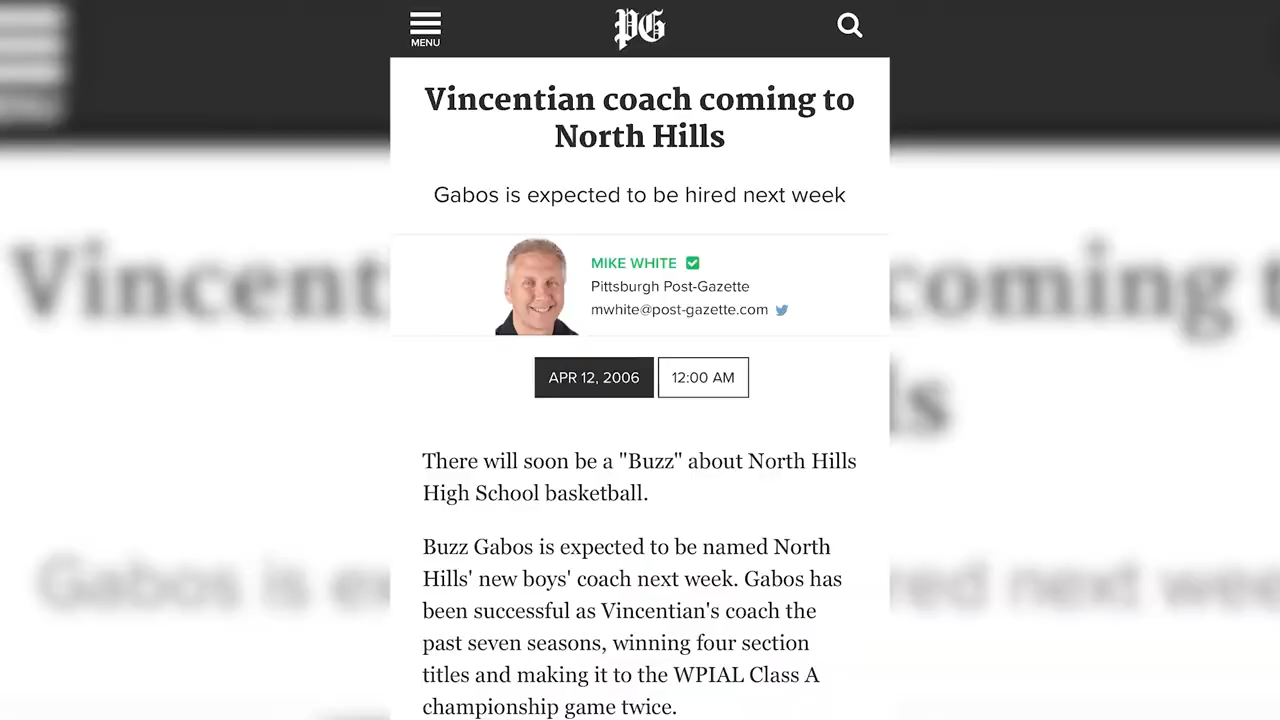 MENU
PG
Vincentian coach coming to
North Hills
Gabos is expected to be hired next week
MIKE WHITE
Pittsburgh Post-Gazette
mwhite@post-gazette.com
APR 12, 2006 12:00 AM
There will soon be a "Buzz" about North Hills
High School basketball.
Buzz Gabos is expected to be named North
Hills' new boys' coach next week. Gabos has
been successful as Vincentian's coach the
past seven seasons, winning four section
titles and making it to the WPIAL Class A
championship game twice.